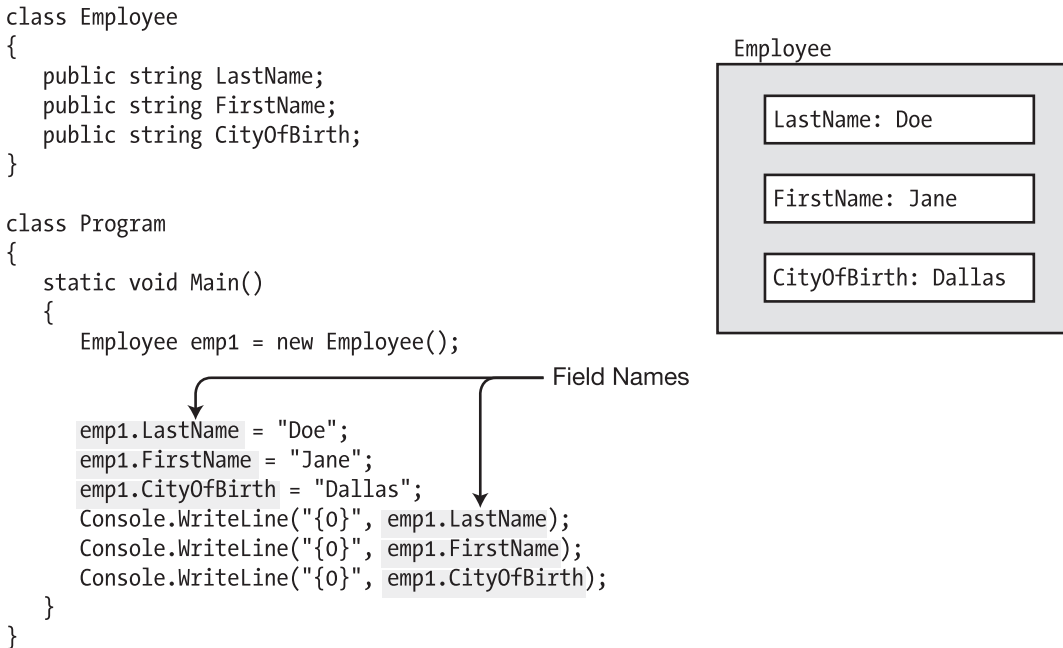 class Employee
{
   public string LastName;
   public string FirstName;
   public string CityOfBirth;
}

class Program
{
   static void Main()
   {
      Employee emp1 = new Employee();

      emp1.LastName = "Doe";
      emp1.FirstName = "Jane";
      emp1.CityOfBirth = "Dallas";
      Console.WriteLine("{0}", emp1.LastName);
      Console.WriteLine("{0}", emp1.FirstName);
      Console.WriteLine("{0}", emp1.CityOfBirth);
   }
}
Field Names
Employee
LastName: Doe
FirstName: Jane
CityOfBirth: Dallas